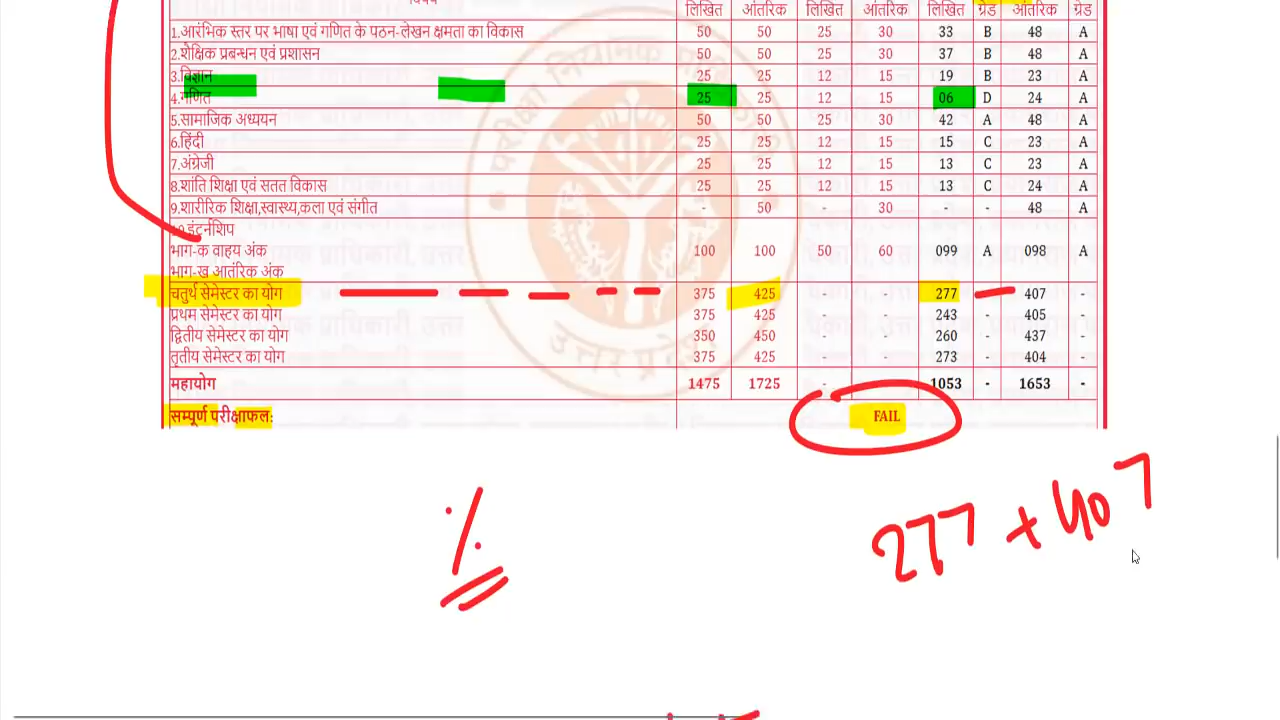 विषय
लिखित आंतरिक लिखित आंतरिक लिखित ग्रेड आंतरिक ग्रेड
1.आरंभिक स्तर पर भाषा एवं गणित के पठन-लेखन क्षमता का विकास 50 50 25 30 33 B 48 A
2.शैक्षिक प्रबन्धन एवं प्रशासन 50 50 25 30 37 B 48 A
3.विज्ञान 25 25 12 15 19 B 23 A
4.गणित 25 25 12 15 06 D 24 A
5.सामाजिक अध्ययन 50 50 25 30 42 A 48 A
6.हिंदी 25 25 12 15 15 C 23 A
7.अंग्रेजी 25 25 12 15 13 C 23 A
8.शांति शिक्षा एवं सतत विकास 25 25 12 15 13 C 24 A
9.शारीरिक शिक्षा,स्वास्थ्य,कला एवं संगीत - 50 - 30 - - 48 A
10.इंटर्नशिप
भाग-क वाहय अंक 100 100 50 60 099 A 098 A
भाग-ख आतंरिक अंक
चतुर्थ सेमेस्टर का योग 375 425 - - 277 - 407 -
प्रथम सेमेस्टर का योग 375 425 - - 243 - 405 -
द्वितीय सेमेस्टर का योग 350 450 - - 260 - 437 -
तृतीय सेमेस्टर का योग 375 425 - - 273 - 404 -
महायोग 1475 1725 - - 1053 - 1653 -
सम्पूर्ण परीक्षाफल: FAIL
%
277 + 407